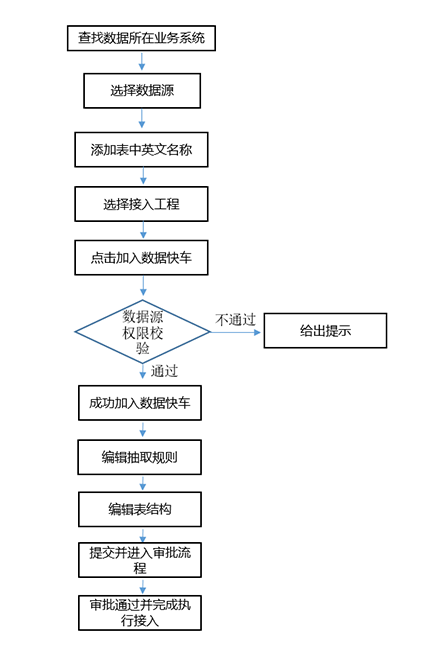 查找数据所在业务系统
选择数据源
添加表中英文名称
选择接入工程
点击加入数据快车
数据源
权限校
验
不通过
给出提示
通过
成功加入数据快车
编辑抽取规则
编辑表结构
提交并进入审批流
程
审批通过并完成执
行接入